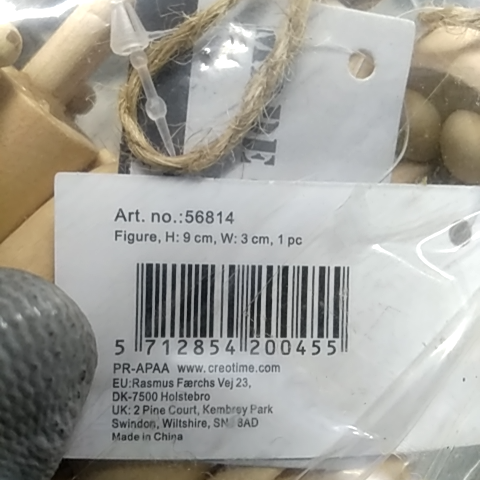 Art. no.:56814
Figure, H: 9 cm, W: 3 cm, 1 pc
5 712854 200455
PR-APAA www.creotime.com
EU:Rasmus Færchs Vej 23,
DK-7500 Holstebro
UK: 2 Pine Court, Kembrey Park
Swindon, Wiltshire, 8AD
Made in China